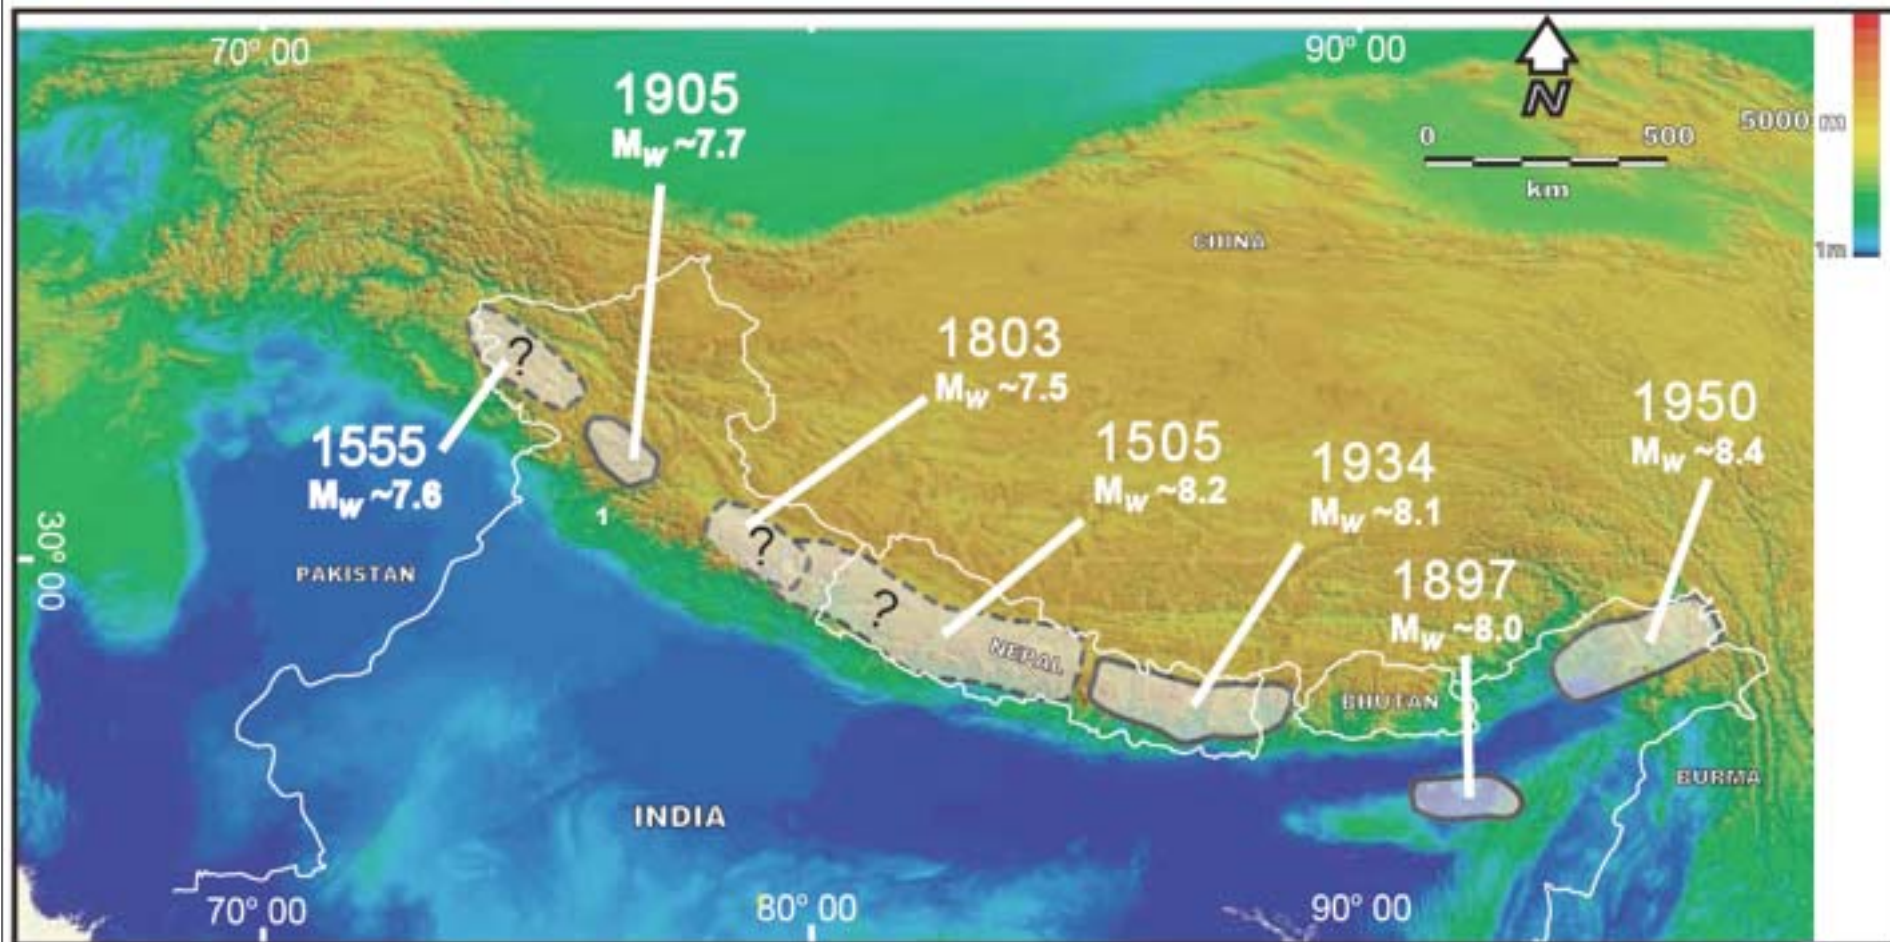 70° 00
90° 00
N
1905
Mw ~7.7
0 500
km
5000 m
1m
CHINA
?
1803
Mw ~7.5
1555
Mw ~7.6
1505
Mw ~8.2
1950
Mw ~8.4
1934
Mw ~8.1
1
30° 00
PAKISTAN
?
?
1897
Mw ~8.0
NEPAL
BHUTAN
BURMA
INDIA
70° 00
80° 00
90° 00